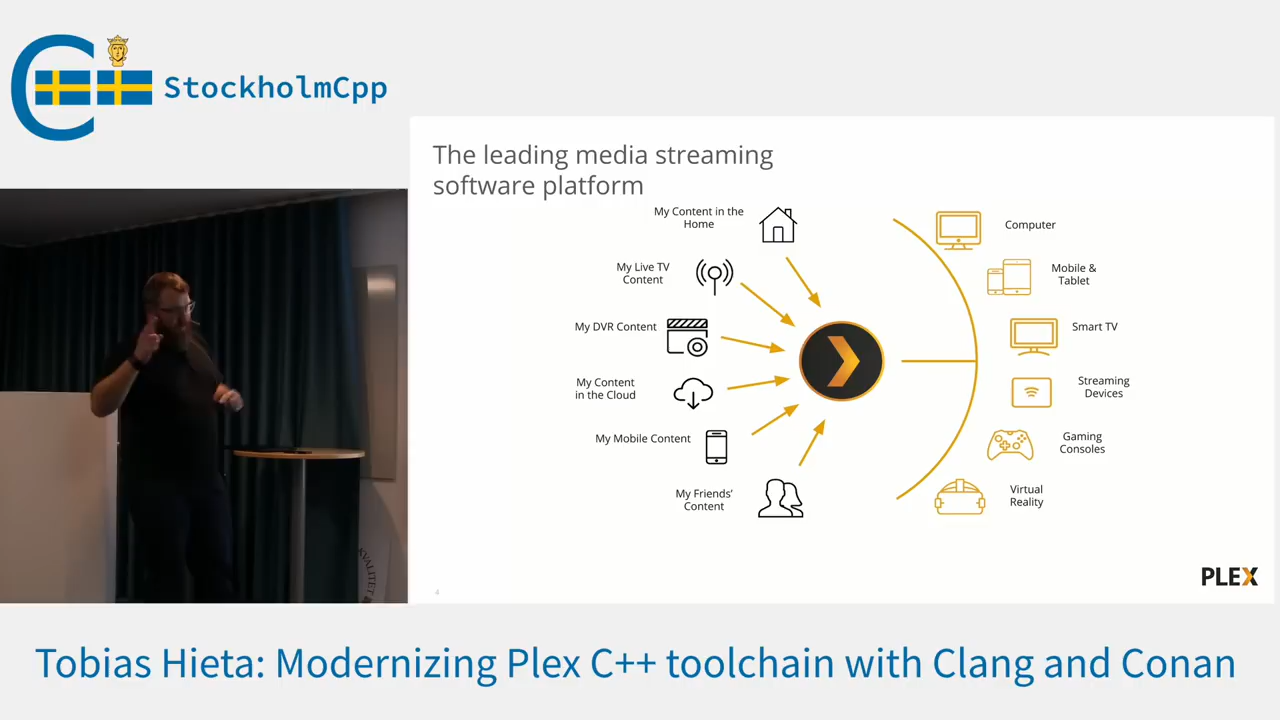 StockholmCpp
The leading media streaming
software platform
My Content in the
Home
My Live TV
Content
My DVR Content
My Content
in the Cloud
My Mobile Content
My Friends'
Content
Computer
Mobile &
Tablet
Smart TV
Streaming
Devices
Gaming
Consoles
Virtual
Reality
4
PLEX
KVALITET
Tobias Hieta: Modernizing Plex C++ toolchain with Clang and Conan